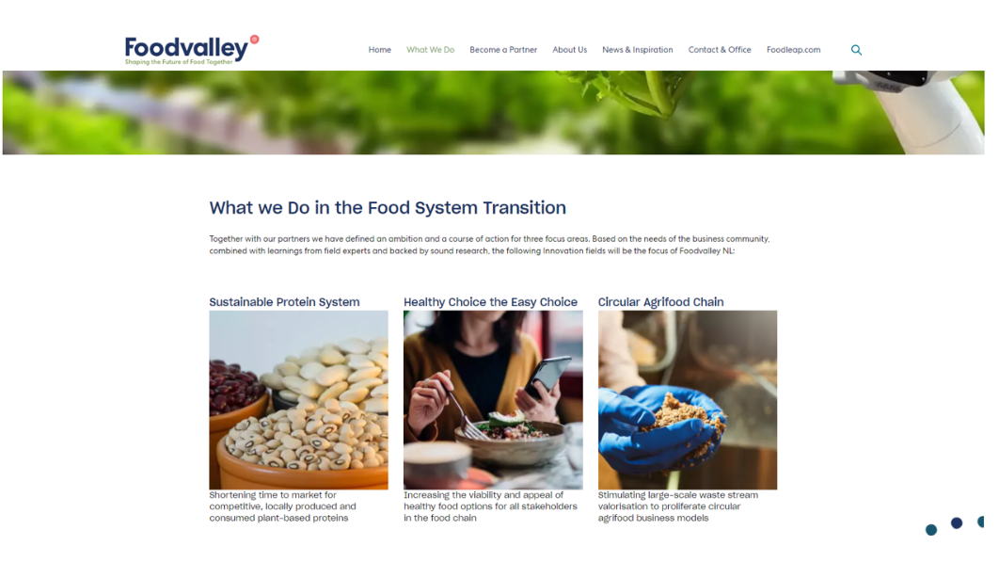 Foodvalley
Shaping the Future of Food Together
Home What We Do Become a Partner About Us News & Inspiration Contact & Office Foodleap.com
What we Do in the Food System Transition
Together with our partners we have defined an ambition and a course of action for three focus areas. Based on the needs of the business community,
combined with learnings from field experts and backed by sound research, the following Innovation fields will be the focus of Foodvalley NL:
Sustainable Protein System
Shortening time to market for
competitive, locally produced and
consumed plant-based proteins
Healthy Choice the Easy Choice
Increasing the viability and appeal of
healthy food options for all stakeholders
in the food chain
Circular Agrifood Chain
Stimulating large-scale waste stream
valorisation to proliferate circular
agrifood business models